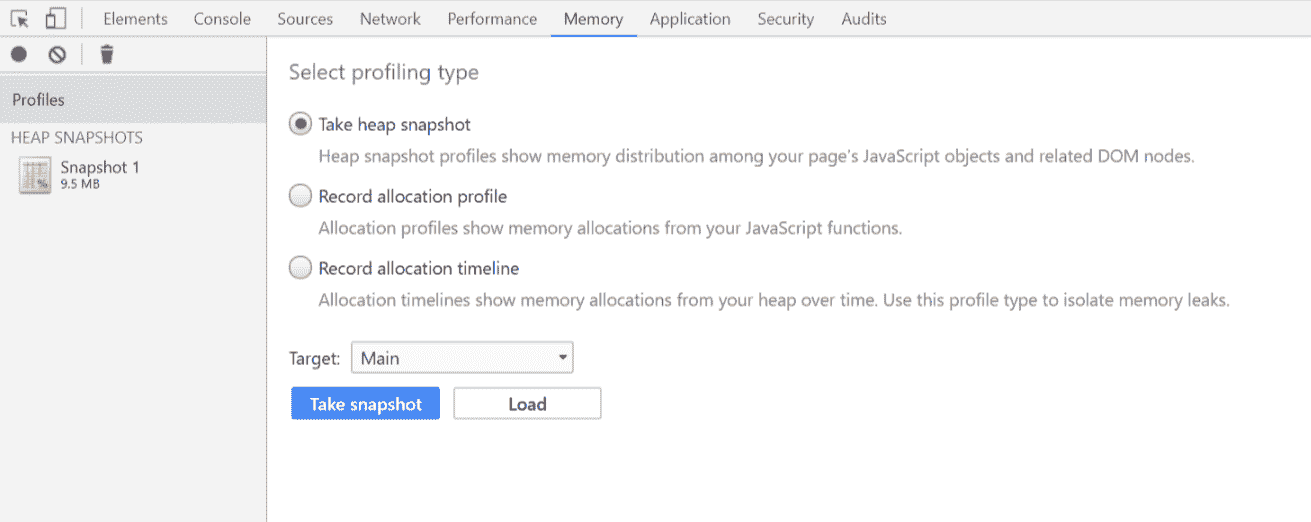 Elements Console Sources Network Performance Memory Application Security Audits
Profiles
HEAP SNAPSHOTS
Snapshot 1
9.5 MB
Select profiling type
Take heap snapshot
Heap snapshot profiles show memory distribution among your page's JavaScript objects and related DOM nodes.
Record allocation profile
Allocation profiles show memory allocations from your JavaScript functions.
Record allocation timeline
Allocation timelines show memory allocations from your heap over time. Use this profile type to isolate memory leaks.
Target: Main
Take snapshot Load